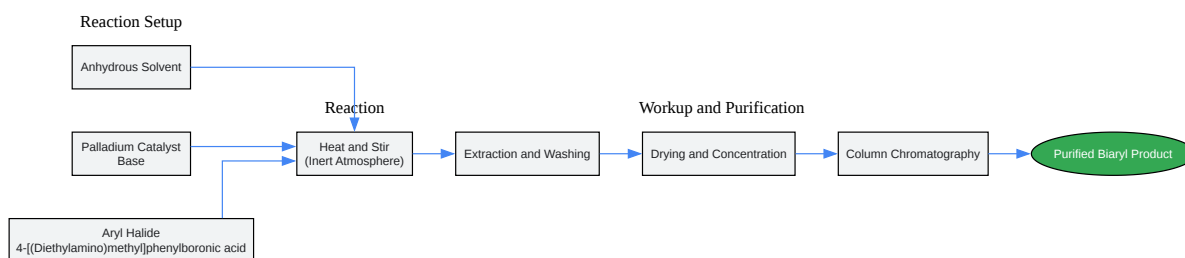 Reaction Setup
Anhydrous Solvent
Reaction
Workup and Purification
Palladium Catalyst
Base
Heat and Stir
(Inert Atmosphere)
Extraction and Washing
Drying and Concentration
Column Chromatography
Purified Biaryl Product
Aryl Halide
4-[(Diethylamino)methyl]phenylboronic acid